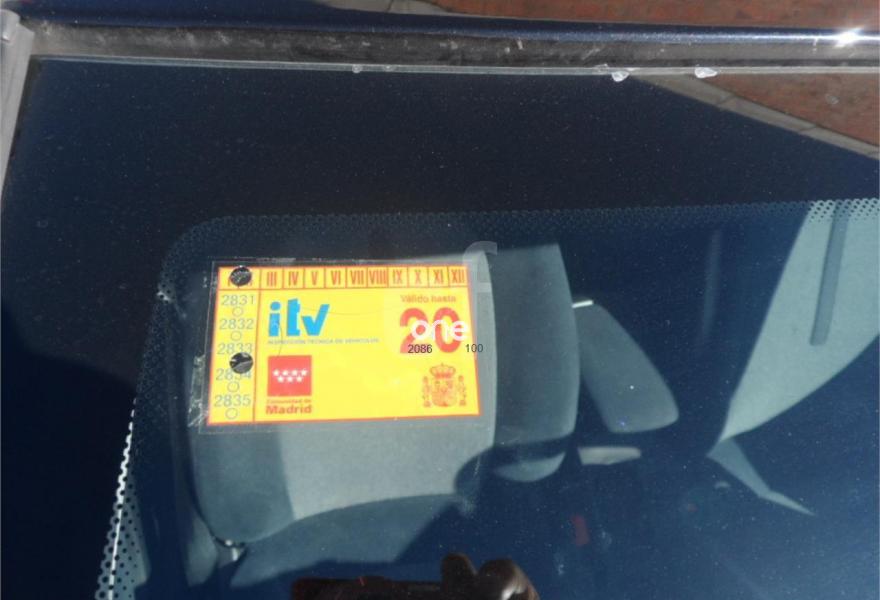 III IV V VI VII VIII IX X XI XII
2831
2832
2833
2834
2835
itv
INSPECCIÓN TÉCNICA DE VEHÍCULOS
Válido hasta
20
one
2086 100
Comunidad de
Madrid